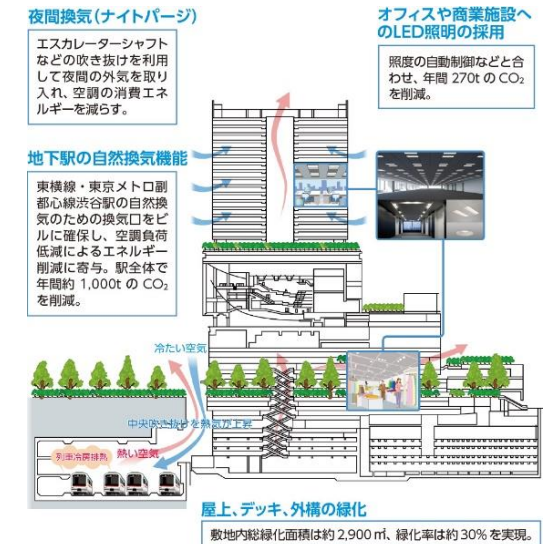 夜間換気(ナイトパージ)
エスカレーターシャフト
などの吹き抜けを利用
して夜間の外気を取り
入れ、空調の消費エネ
ルギーを減らす。
オフィスや商業施設へ
のLED照明の採用
照度の自動制御などと合
わせ、年間 270t の CO₂
を削減。
地下駅の自然換気機能
東横線・東京メトロ副
都心線渋谷駅の自然換
気のための換気口をビ
ルに確保し、空調負荷
低減によるエネルギー
削減に寄与。駅全体で
年間約 1,000t の CO₂
を削減。
冷たい空気
中央吹き抜けを熱気が上昇
列車冷房排熱
熱い空気
屋上、デッキ、外構の緑化
敷地内総緑化面積は約 2,900 ㎡、緑化率は約 30% を実現。